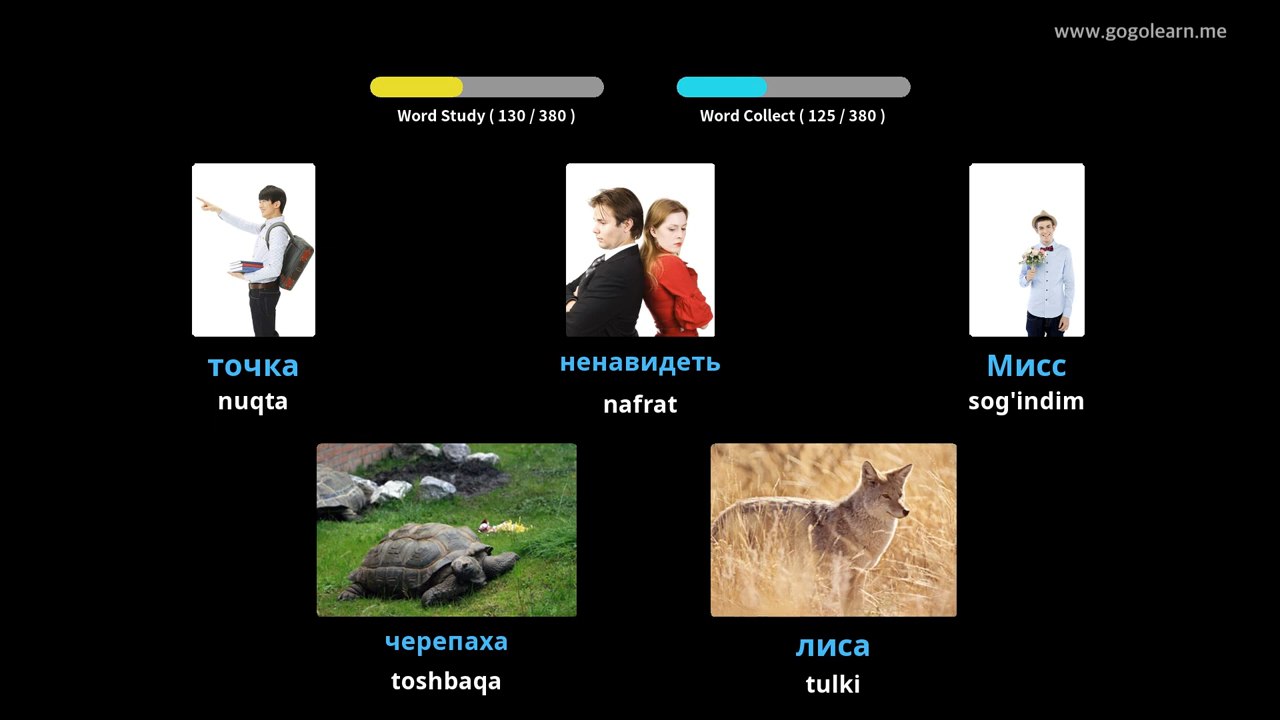 www.gogolearn.me
Word Study ( 130 / 380 )
Word Collect ( 125 / 380 )
точка
nuqta
ненавидеть
nafrat
Мисс
sog'indim
черепаха
toshbaqa
лиса
tulki